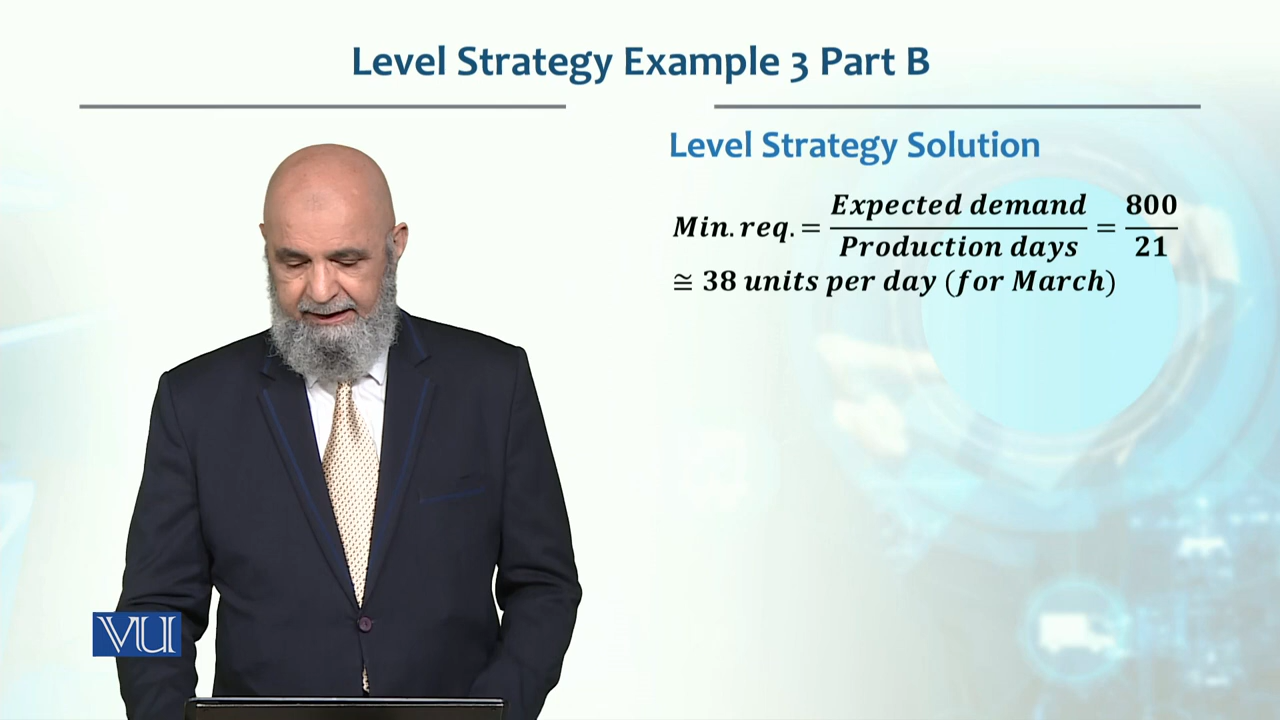 Level Strategy Example 3 Part B
Level Strategy Solution
Min. req. = Expected demand / Production days = 800 / 21
≅ 38 units per day (for March)
VU